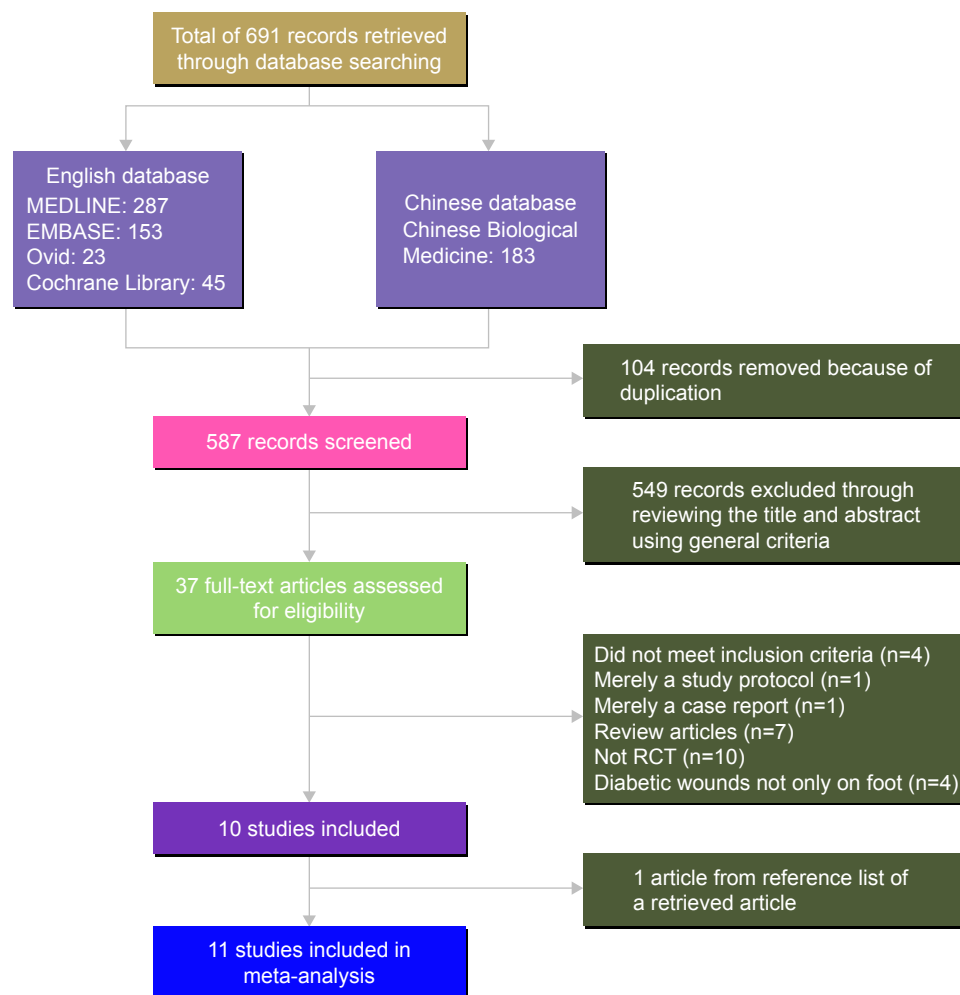 Total of 691 records retrieved
through database searching
English database
MEDLINE: 287
EMBASE: 153
Ovid: 23
Cochrane Library: 45
Chinese database
Chinese Biological
Medicine: 183
104 records removed because of
duplication
587 records screened
549 records excluded through
reviewing the title and abstract
using general criteria
37 full-text articles assessed
for eligibility
Did not meet inclusion criteria (n=4)
Merely a study protocol (n=1)
Merely a case report (n=1)
Review articles (n=7)
Not RCT (n=10)
Diabetic wounds not only on foot (n=4)
10 studies included
1 article from reference list of
a retrieved article
11 studies included in
meta-analysis